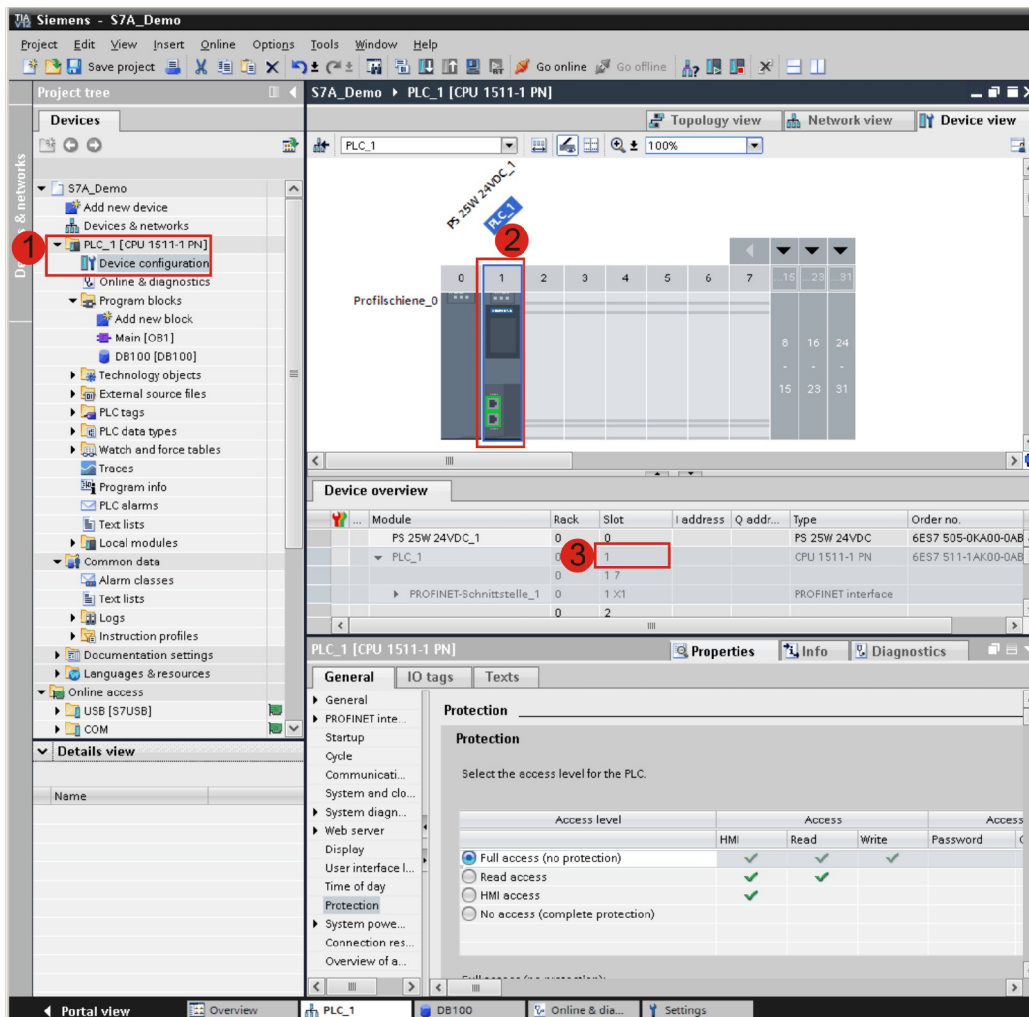 Siemens - S7A_Demo
Project Edit View Insert Online Options Tools Window Help
Save project Go online Go offline
Project tree
S7A_Demo PLC_1 [CPU 1511-1 PN]
Devices
Topology view Network view Device view
PLC_1 100%
Devices & networks
S7A_Demo
Add new device
Devices & networks
1
PLC_1 [CPU 1511-1 PN]
Device configuration
Online & diagnostics
Program blocks
Add new block
Main [OB1]
DB100 [DB100]
Technology objects
External source files
PLC tags
PLC data types
Watch and force tables
Traces
Program info
PLC alarms
Text lists
Local modules
Common data
Alarm classes
Text lists
Logs
Instruction profiles
Documentation settings
Languages & resources
Online access
USB [S7USB]
COM
Details view
Name
PS 25W 24VDC_1
PLC_1
2
0 1 2 3 4 5 6 7 ...15 ...23 ...31
Profilschiene_0
8 16 24
- - -
15 23 31
Device overview
... Module Rack Slot I address Q addr... Type Order no.
PS 25W 24VDC_1 0 0 PS 25W 24VDC 6ES7 505-0KA00-0AB
PLC_1 0 3 1 CPU 1511-1 PN 6ES7 511-1AK00-0AB
0 1 7
PROFINET-Schnittstelle_1 0 1 X1 PROFINET interface
0 2
PLC_1 [CPU 1511-1 PN]
Properties Info Diagnostics
General IO tags Texts
General
PROFINET inte...
Startup
Cycle
Communicati...
System and clo...
System diagn...
Web server
Display
User interface l...
Time of day
Protection
System powe...
Connection res...
Overview of a...
Protection
Protection
Select the access level for the PLC.
Access level Access Access
HMI Read Write Password
Full access (no protection)
Read access
HMI access
No access (complete protection)
Portal view Overview PLC_1 DB100 Online & dia... Settings